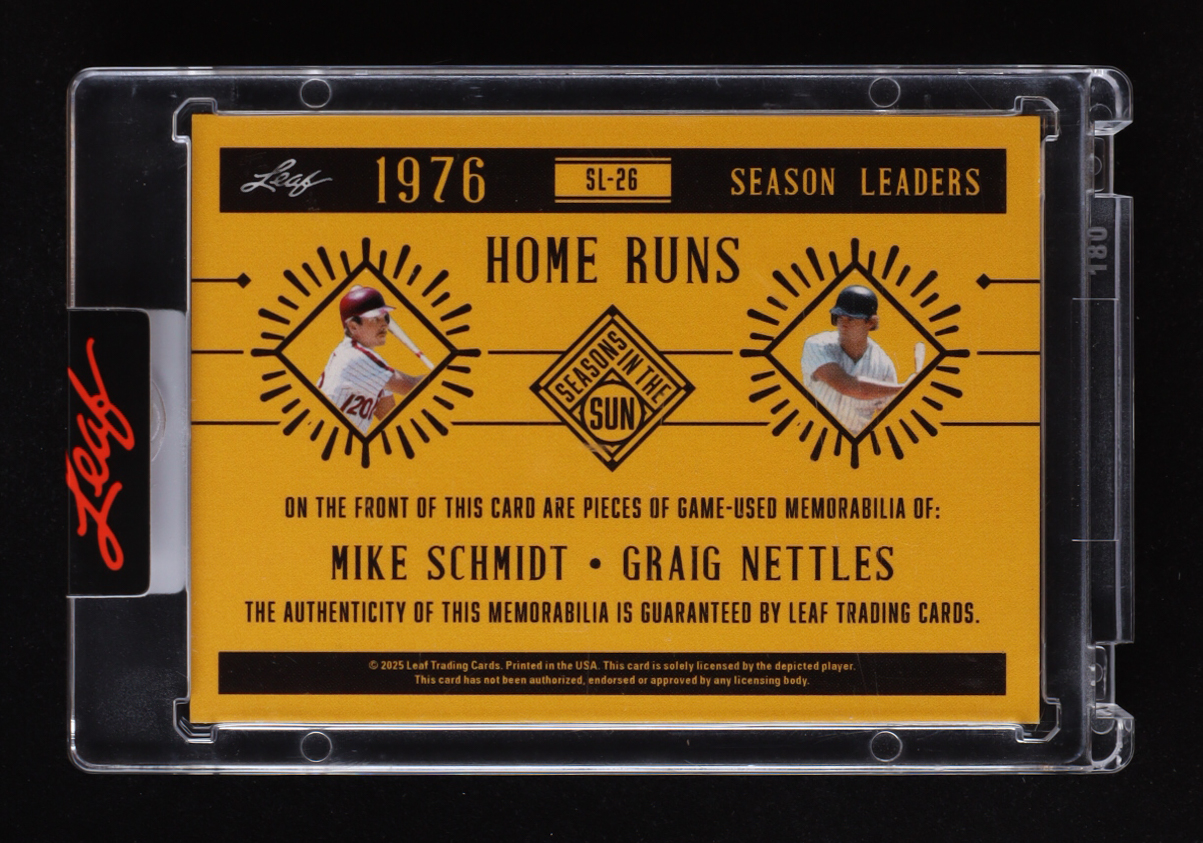 Leaf 1976 SL-26 SEASON LEADERS
HOME RUNS
SEASONS IN THE
SUN
120
ON THE FRONT OF THIS CARD ARE PIECES OF GAME-USED MEMORABILIA OF:
MIKE SCHMIDT • GRAIG NETTLES
THE AUTHENTICITY OF THIS MEMORABILIA IS GUARANTEED BY LEAF TRADING CARDS.
© 2025 Leaf Trading Cards. Printed in the USA. This card is solely licensed by the depicted player.
This card has not been authorized, endorsed or approved by any licensing body.
Leaf
180